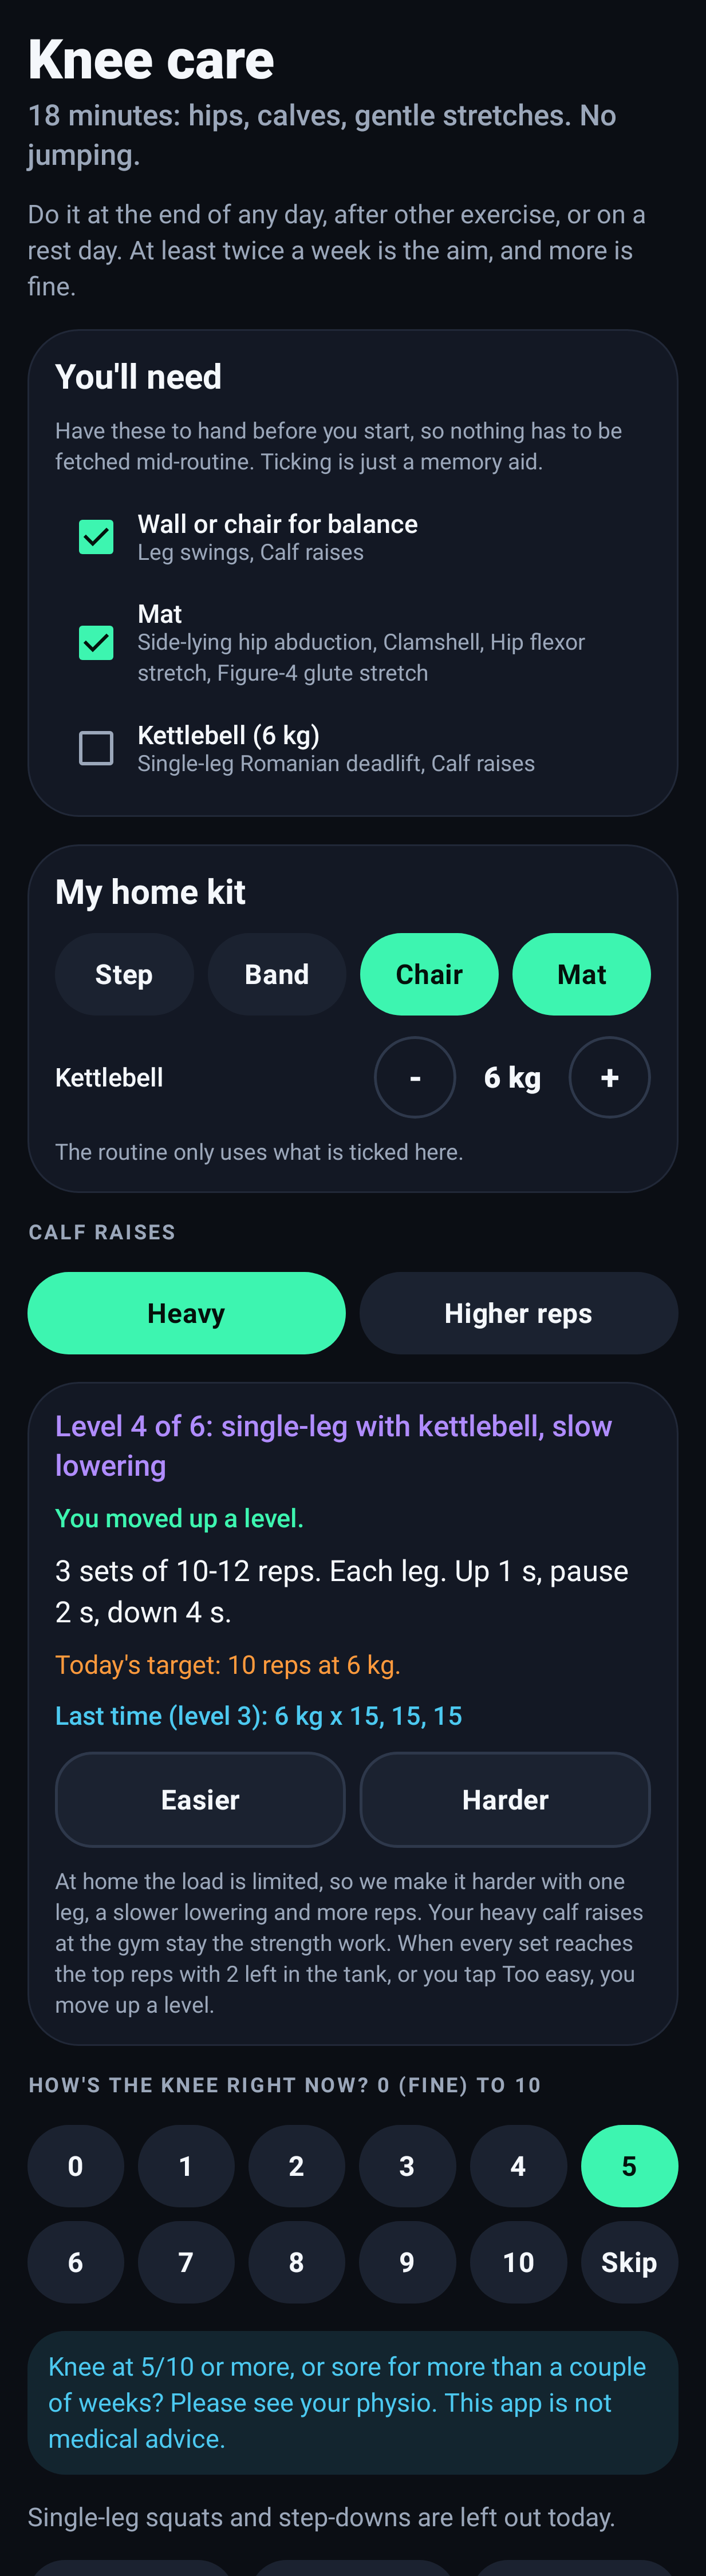 Knee care
18 minutes: hips, calves, gentle stretches. No
jumping.
Do it at the end of any day, after other exercise, or on a
rest day. At least twice a week is the aim, and more is
fine.
You'll need
Have these to hand before you start, so nothing has to be
fetched mid-routine. Ticking is just a memory aid.
Wall or chair for balance
Leg swings, Calf raises
Mat
Side-lying hip abduction, Clamshell, Hip flexor
stretch, Figure-4 glute stretch
Kettlebell (6 kg)
Single-leg Romanian deadlift, Calf raises
My home kit
Step Band Chair Mat
Kettlebell - 6 kg +
The routine only uses what is ticked here.
CALF RAISES
Heavy Higher reps
Level 4 of 6: single-leg with kettlebell, slow
lowering
You moved up a level.
3 sets of 10-12 reps. Each leg. Up 1 s, pause
2 s, down 4 s.
Today's target: 10 reps at 6 kg.
Last time (level 3): 6 kg x 15, 15, 15
Easier Harder
At home the load is limited, so we make it harder with one
leg, a slower lowering and more reps. Your heavy calf raises
at the gym stay the strength work. When every set reaches
the top reps with 2 left in the tank, or you tap Too easy, you
move up a level.
HOW'S THE KNEE RIGHT NOW? 0 (FINE) TO 10
0 1 2 3 4 5
6 7 8 9 10 Skip
Knee at 5/10 or more, or sore for more than a couple
of weeks? Please see your physio. This app is not
medical advice.
Single-leg squats and step-downs are left out today.